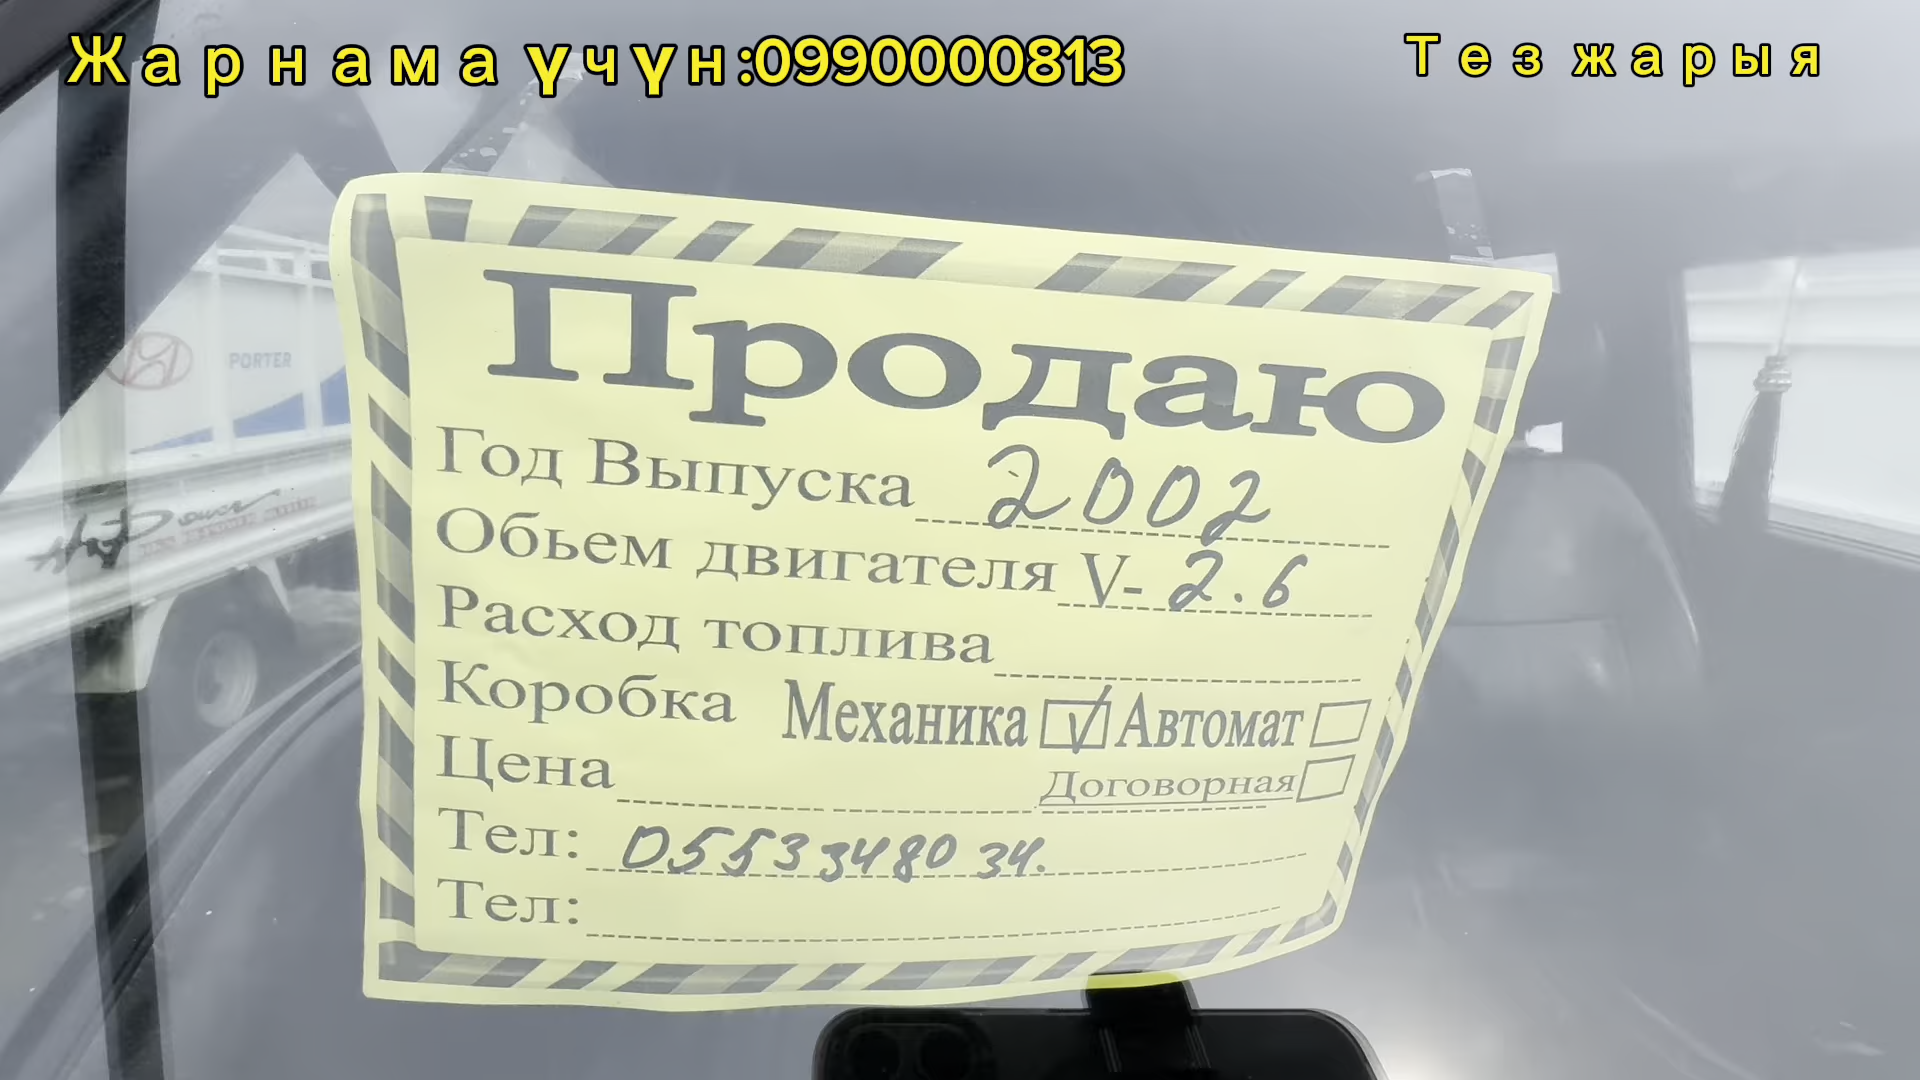 Жарнама үчүн:0990000813
Тез жарыя
Продаю
Год Выпуска 2002
Обьем двигателя V- 2.6
Расход топлива
Коробка Механика Автомат
Цена Договорная
Тел: 0553348034.
Тел:
PORTER